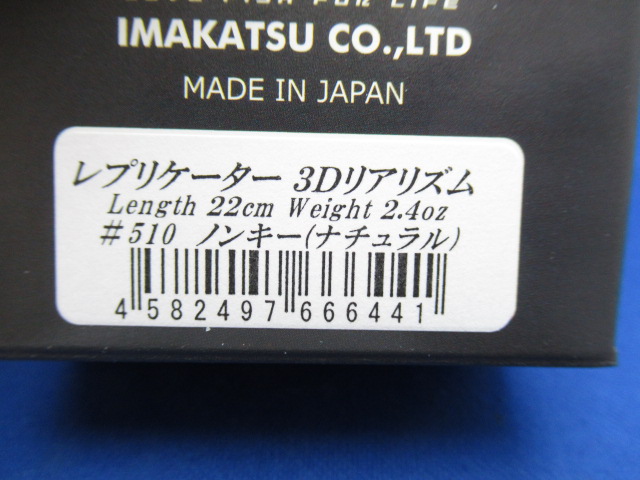 IMAKATSU CO.,LTD
MADE IN JAPAN
レプリケーター 3Dリアリズム
Length 22cm Weight 2.4oz
#510 ノンキー(ナチュラル)
4 582497 666441